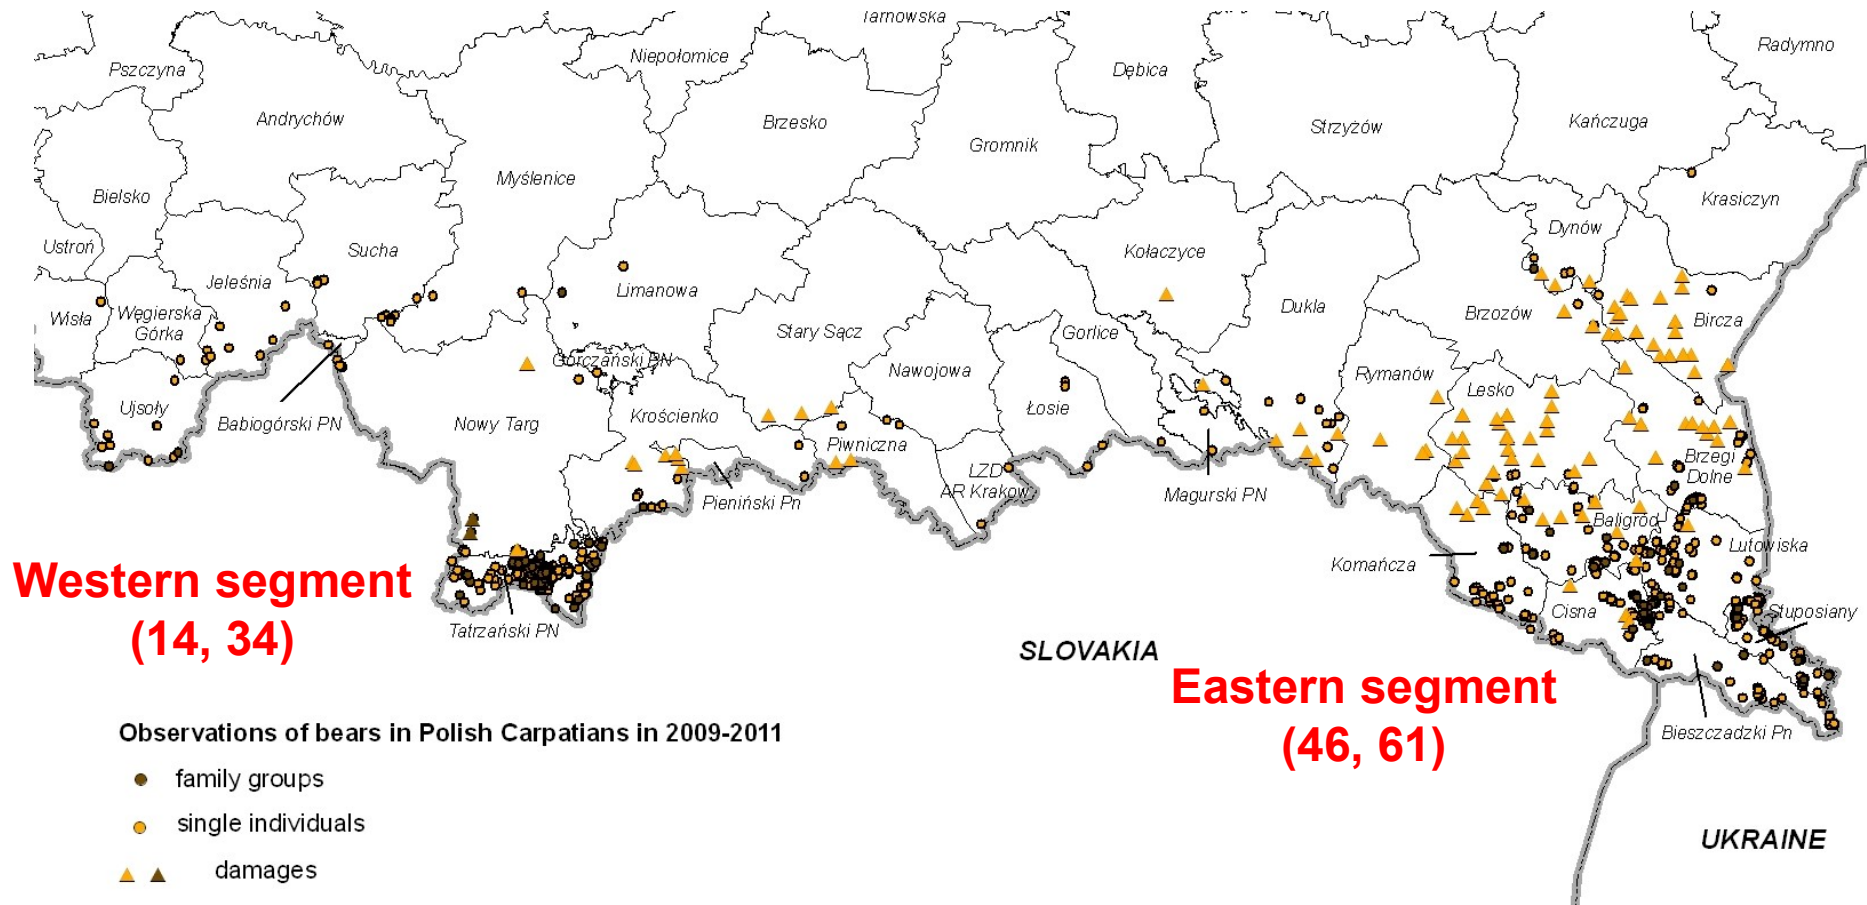 Tarnowska
Radymno
Pszczyna
Niepołomice
Dębica
Andrychów
Brzesko
Strzyżów
Kańczuga
Gromnik
Myślenice
Bielsko
Krasiczyn
Dynów
Ustroń
Sucha
Kołaczyce
Jeleśnia
Limanowa
Dukla
Wisła
Węgierska
Górka
Brzozów
Bircza
Stary Sącz
Gorlice
Gorczański PN
Nawojowa
Rymanów
Lesko
Ujsoły
Babiogórski PN
Nowy Targ
Krościenko
Łosie
Piwniczna
Brzegi
Dolne
LZD
AR Krakow
Pieniński Pn
Magurski PN
Baligród
Lutowiska
Komańcza
Western segment
(14, 34)
Cisna
Stuposiany
Tatrzański PN
SLOVAKIA
Eastern segment
(46, 61)
Bieszczadzki Pn
Observations of bears in Polish Carpatians in 2009-2011
family groups
single individuals
damages
UKRAINE